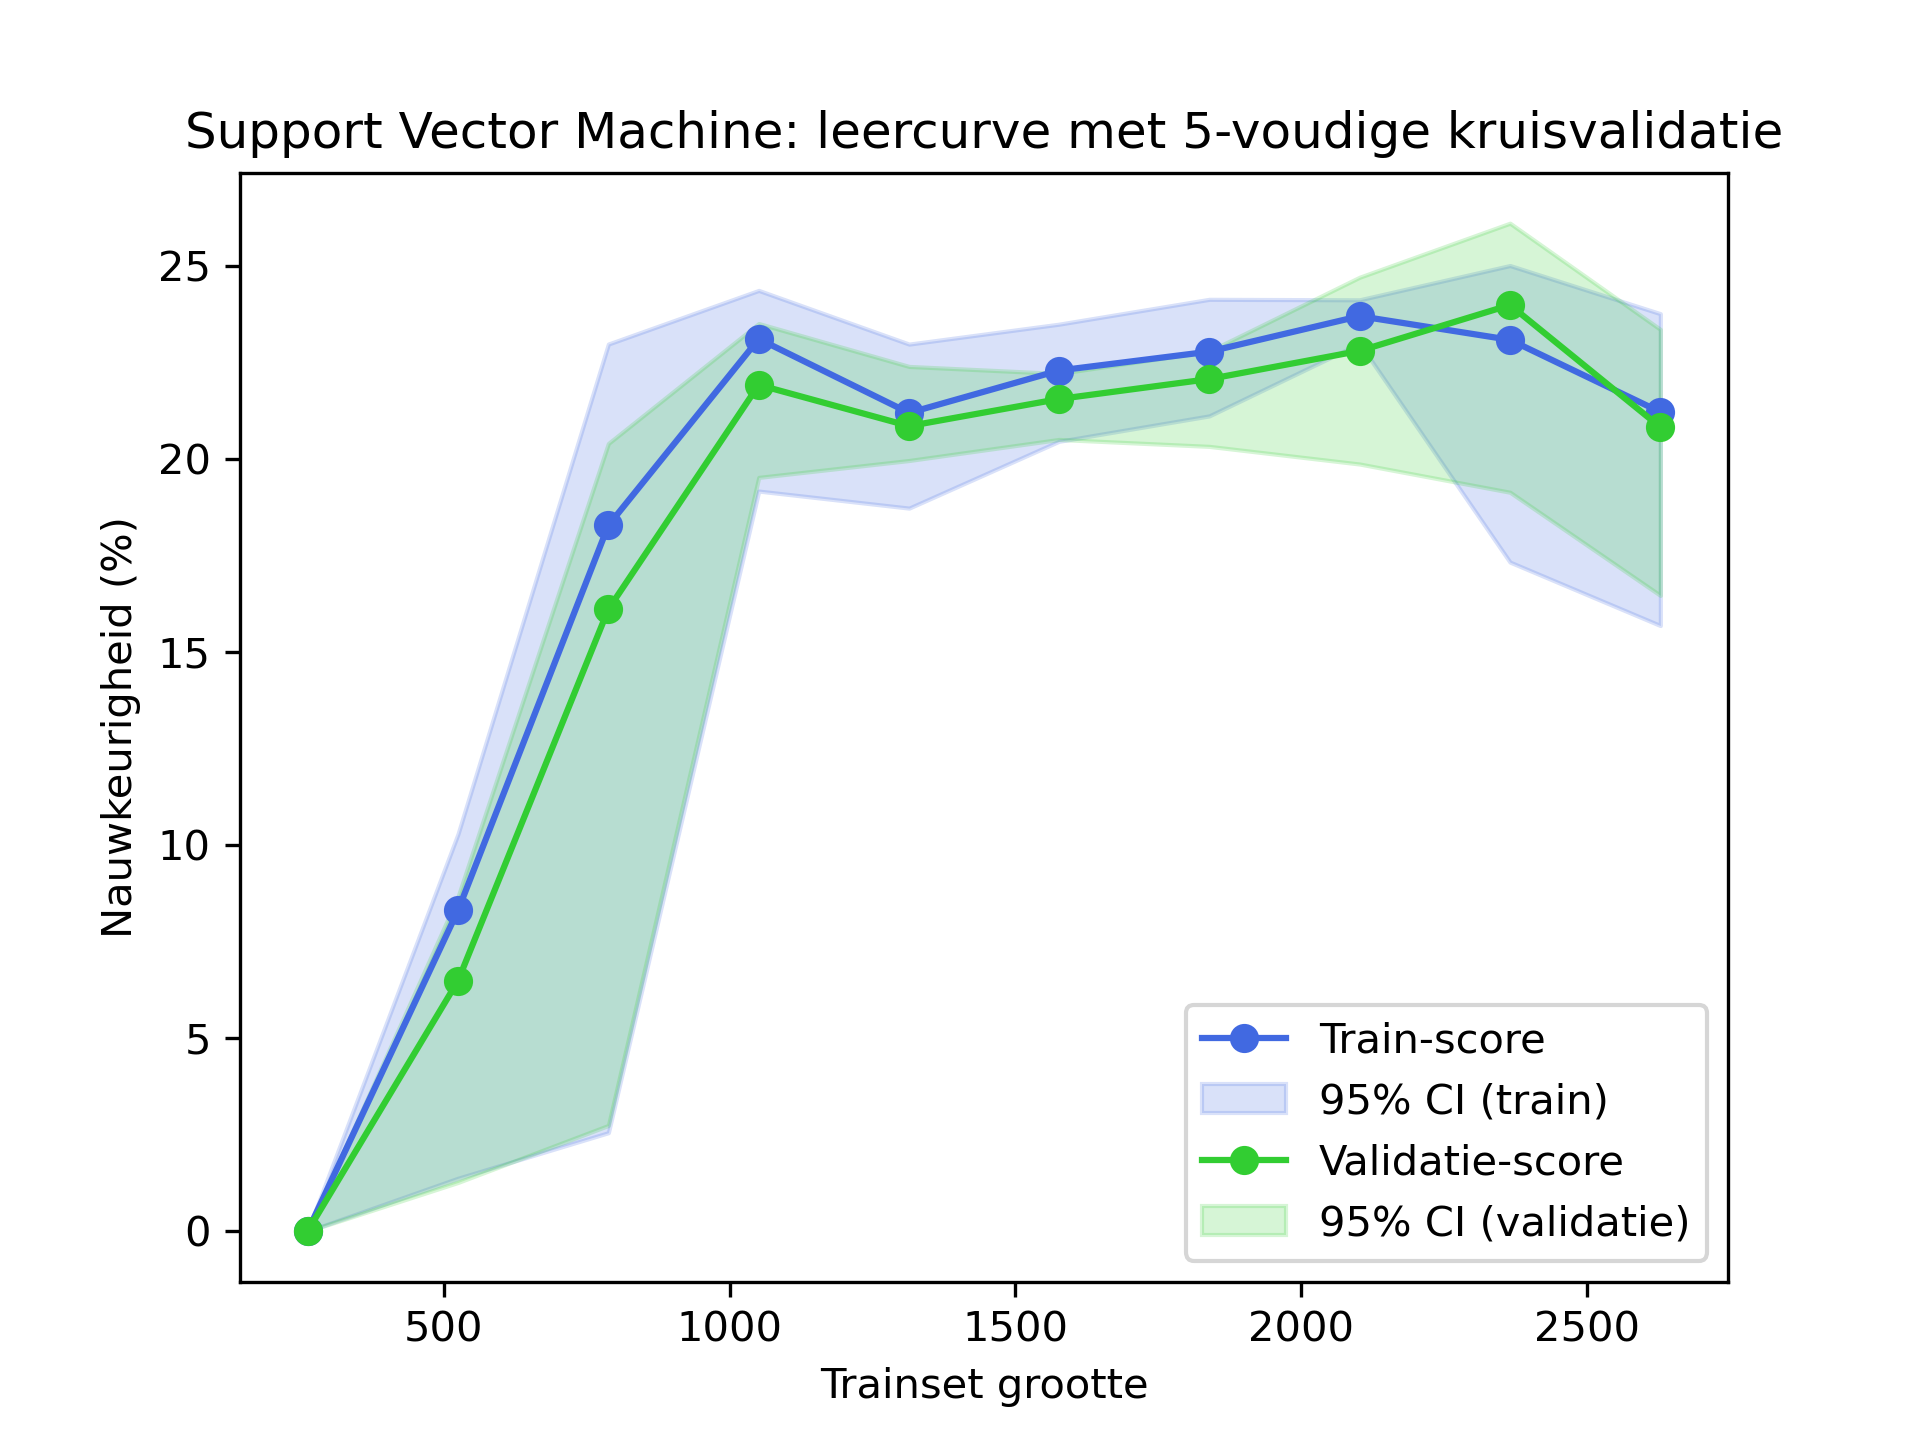 Support Vector Machine: leercurve met 5-voudige kruisvalidatie
Nauwkeurigheid (%)
25
20
15
10
5
0
500
1000
1500
2000
2500
Trainset grootte
Train-score
95% CI (train)
Validatie-score
95% CI (validatie)